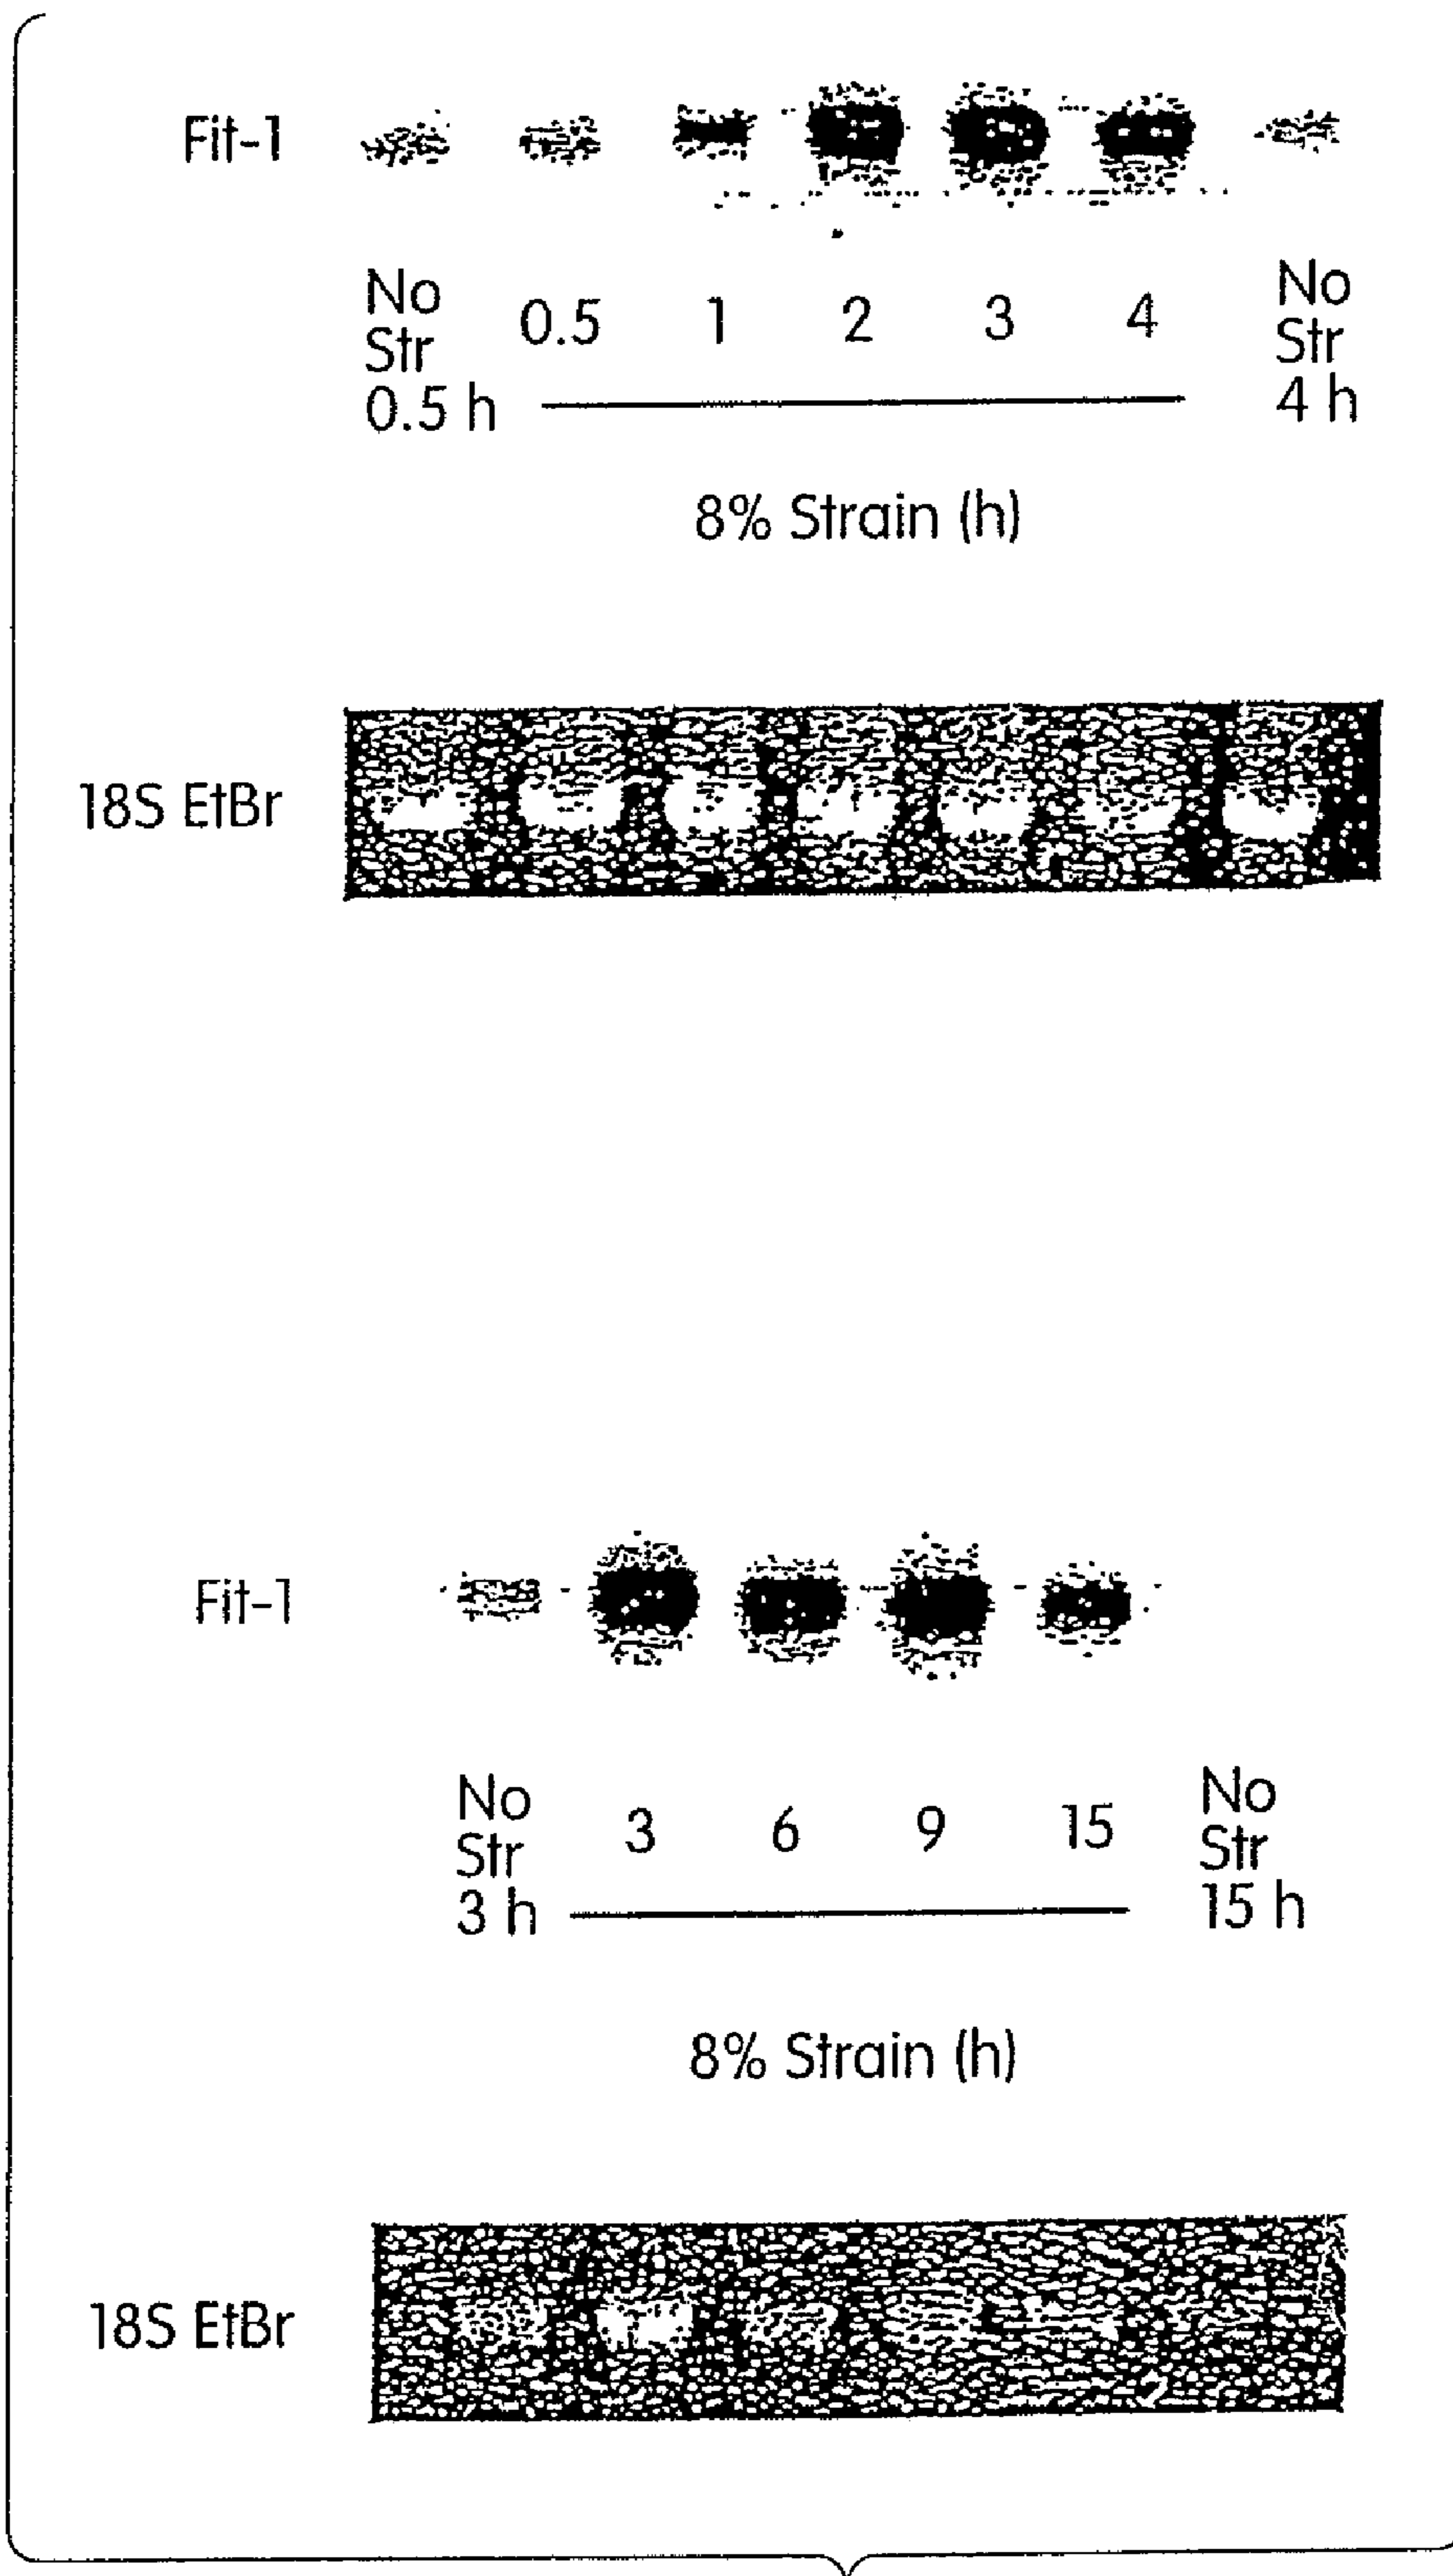 Fit-1
No Str 0.5 h
0.5 1 2 3 4
No Str 4 h
8% Strain (h)
18S EtBr
Fit-1
No Str 3 h
3 6 9 15
No Str 15 h
8% Strain (h)
18S EtBr